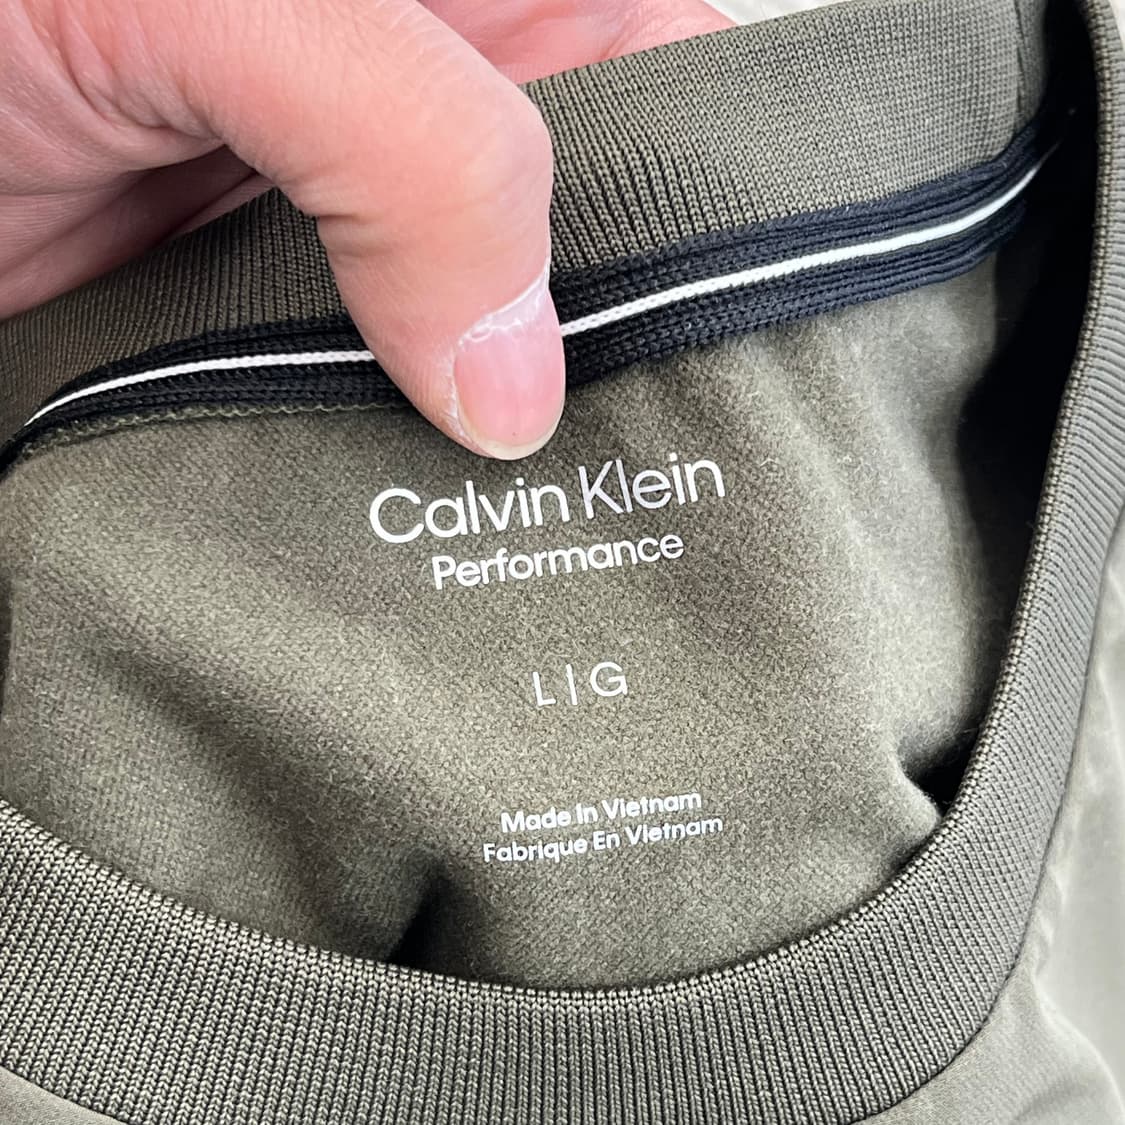 Calvin Klein
Performance
L | G
Made In Vietnam
Fabrique En Vietnam